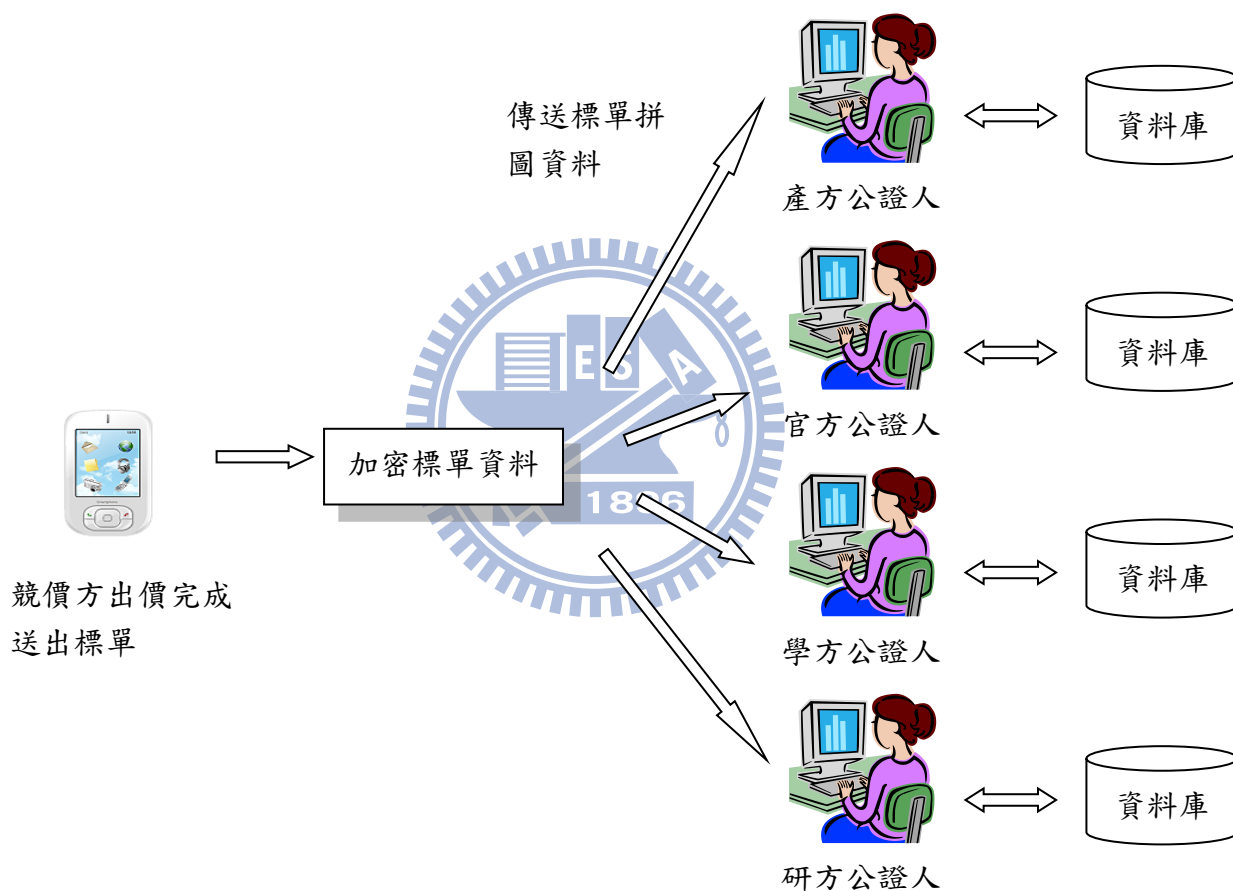 傳送標單拼
圖資料
產方公證人
資料庫
官方公證人
資料庫
E S A
1896
加密標單資料
競價方出價完成
送出標單
學方公證人
資料庫
研方公證人
資料庫